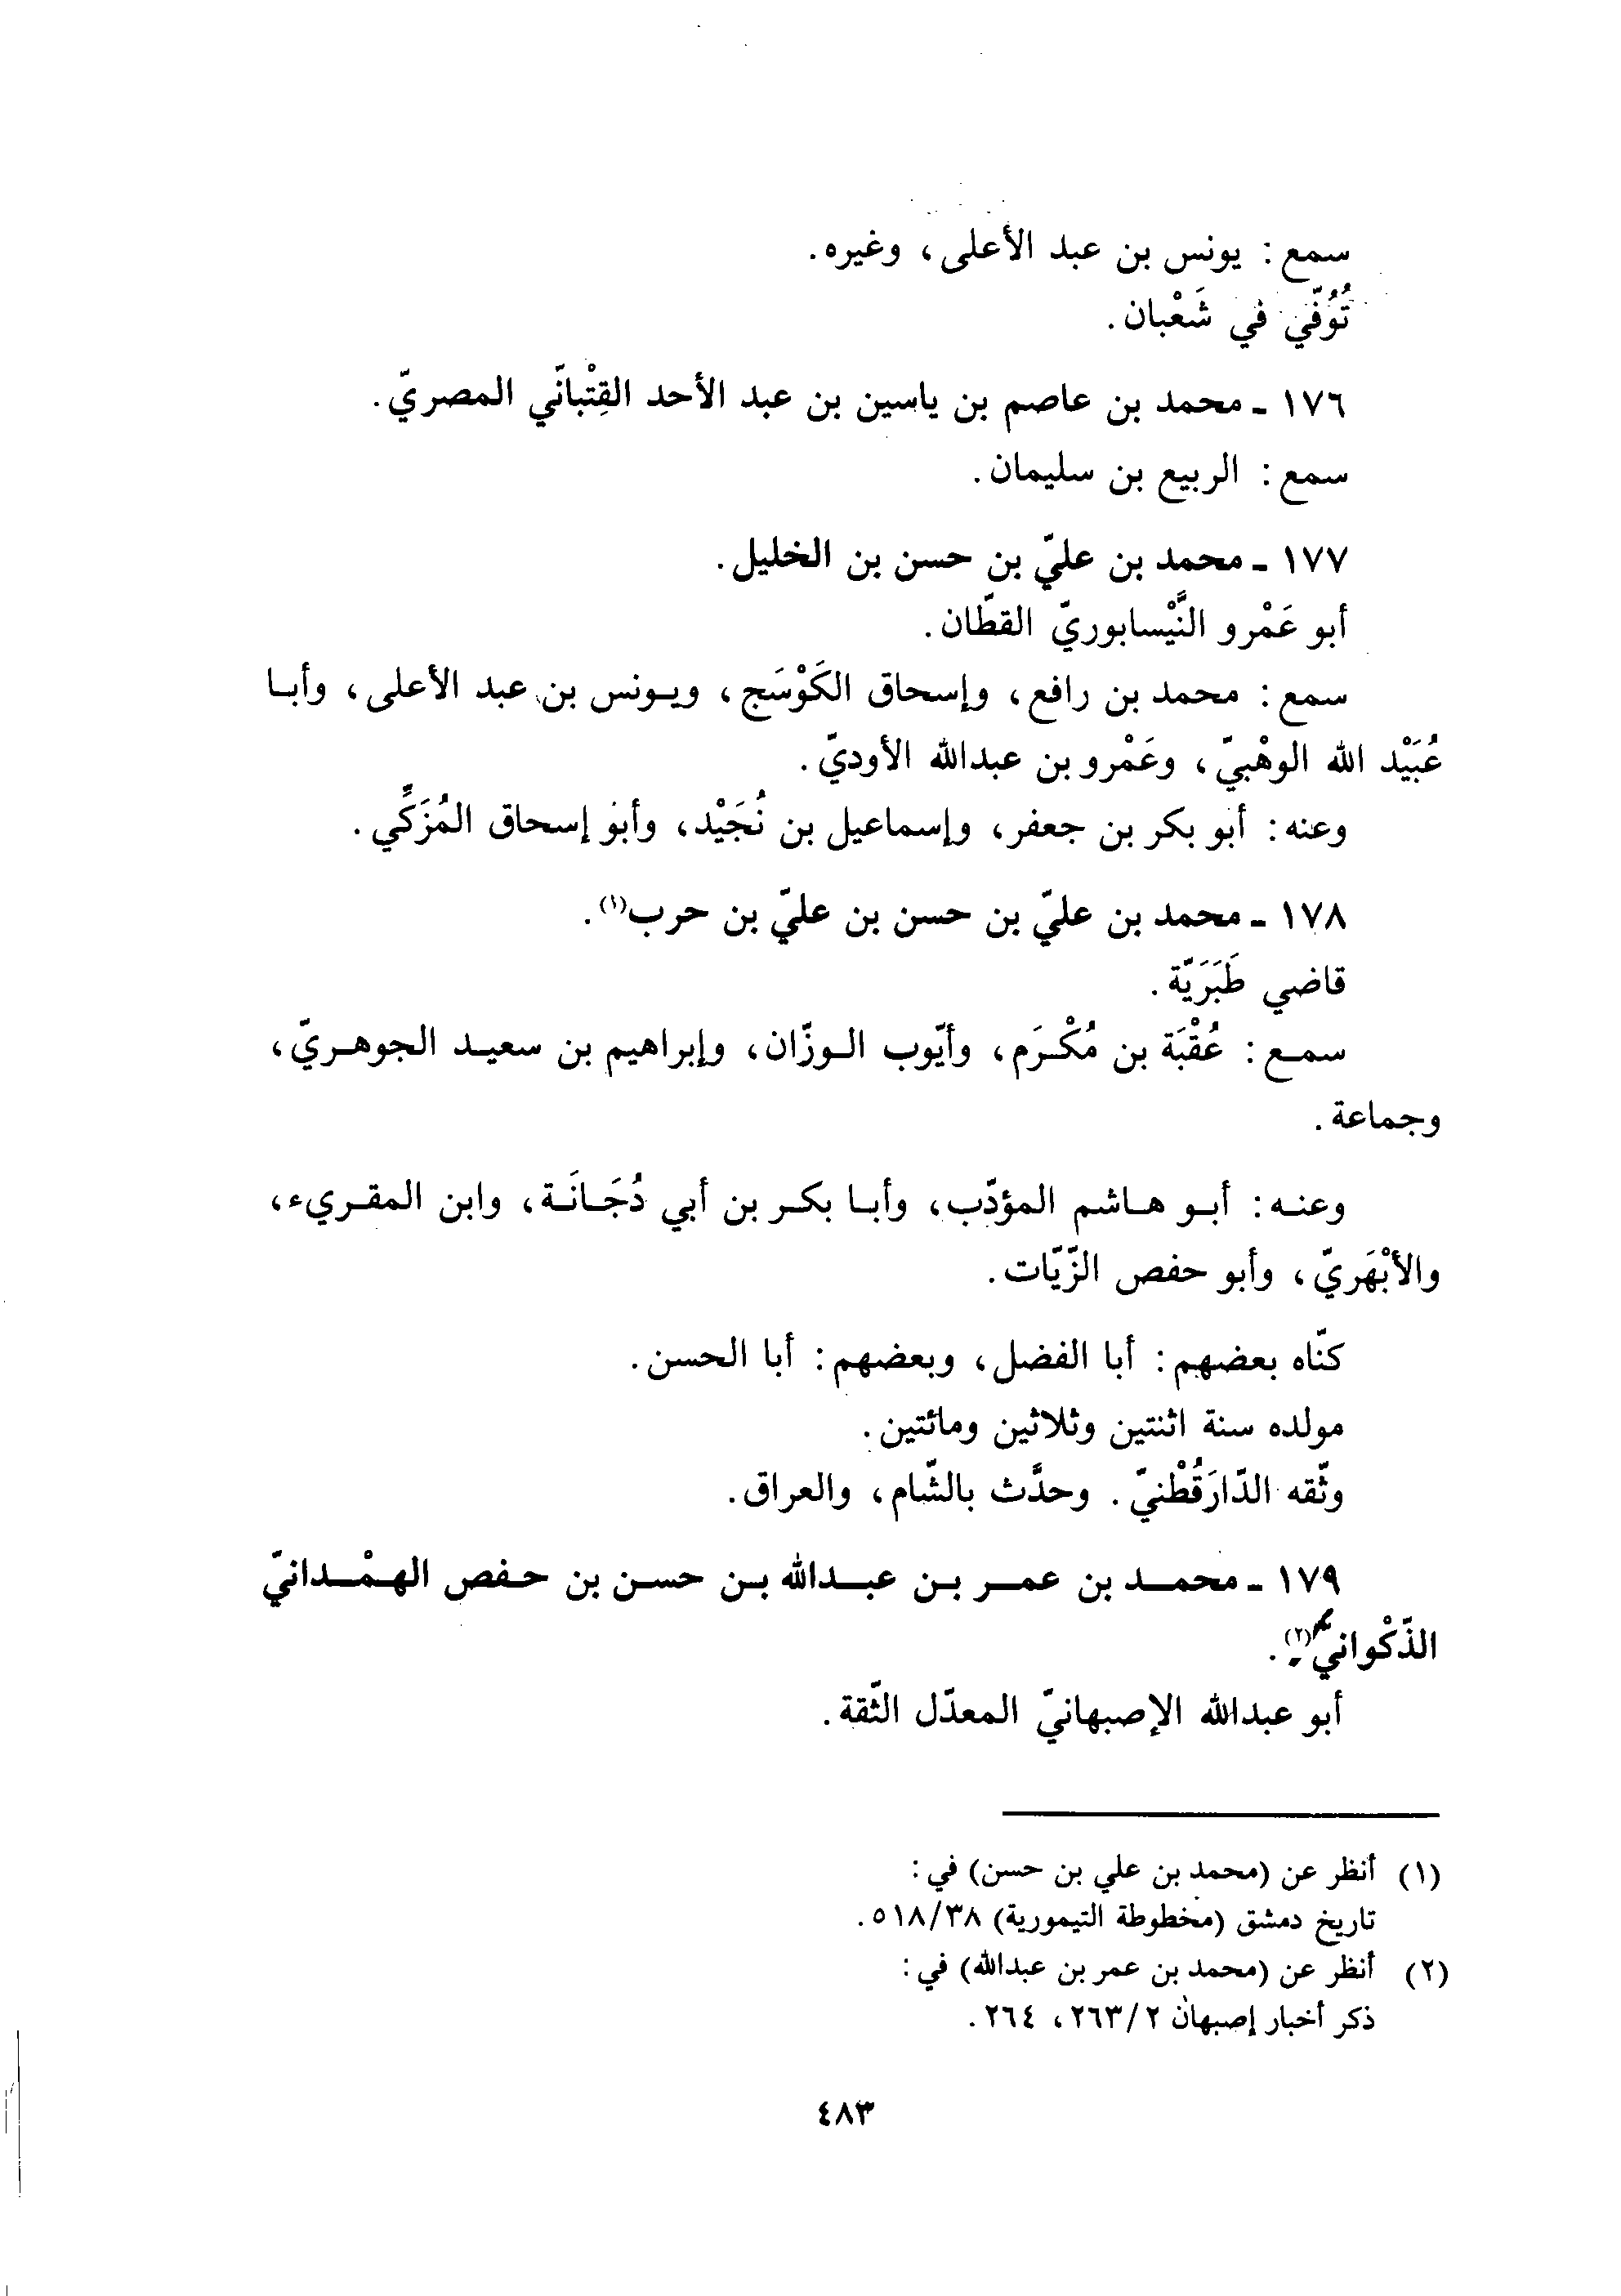 سمع: يونس بن عبد الأعلى، وغيره.
تُوُفّي في شَعْبان.
١٧٦ ـ محمد بن عاصم بن ياسين بن عبد الأحد القِتْبانّي المصريّ.
سمع: الربيع بن سليمان.
١٧٧ ـ محمد بن عليّ بن حسن بن الخليل.
أبو عَمْرو النَّيْسابوريّ القطّان.
سمع: محمد بن رافع، وإسحاق الكَوْسَج، ويونس بن عبد الأعلى، وأبا
عُبَيْد الله الوهْبيّ، وعَمْرو بن عبدالله الأوديّ.
وعنه: أبو بكر بن جعفر، وإسماعيل بن نُجَيْد، وأبو إسحاق المُزَكّي.
١٧٨ ـ محمد بن عليّ بن حسن بن عليّ بن حرب(١).
قاضي طَبَرَيّة.
سمع: عُقْبَة بن مُكْرَم، وأيّوب الوزّان، وإبراهيم بن سعيد الجوهريّ،
وجماعة.
وعنه: أبو هاشم المؤدّب، وأبا بكر بن أبي دُجَانَة، وابن المقريء،
والأبْهَريّ، وأبو حفص الزّيّات.
كنّاه بعضهم: أبا الفضل، وبعضهم: أبا الحسن.
مولده سنة اثنتين وثلاثين ومائتين.
وثّقه الدّارَقُطْنيّ. وحدَّث بالشّام، والعراق.
١٧٩ ـ محمد بن عمر بن عبدالله بن حسن بن حفص الهمْدانيّ
الذّكْوانيّ(٢).
أبو عبدالله الإصبهانيّ المعدّل الثّقة.
(١) أنظر عن (محمد بن علي بن حسن) في:
تاريخ دمشق (مخطوطة التيمورية) ٥١٨/٣٨.
(٢) أنظر عن (محمد بن عمر بن عبدالله) في:
ذكر أخبار إصبهان ٢٦٣/٢، ٢٦٤.
٤٨٣